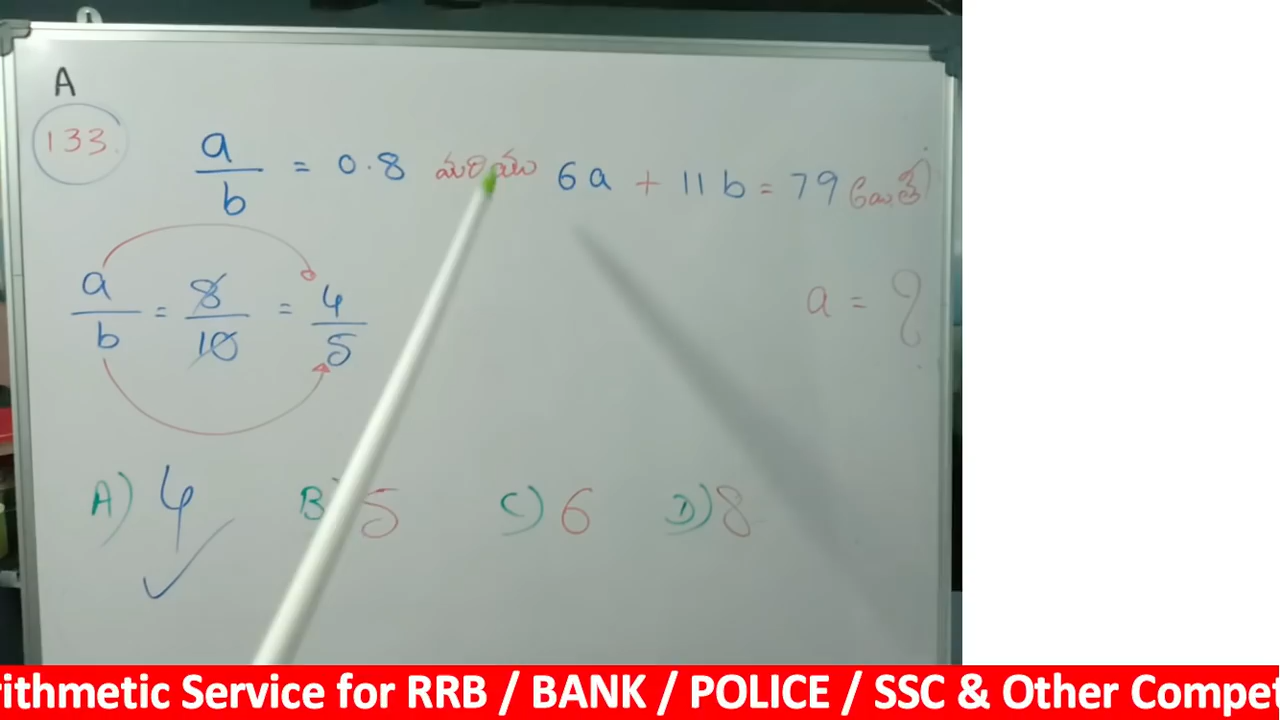 A
133.
a/b = 0.8 మరియు 6a + 11b = 79 అయితే
a = ?
a/b = 8/10 = 4/5
A) 4 B) 5 C) 6 D) 8
rithmetic Service for RRB / BANK / POLICE / SSC & Other Compet